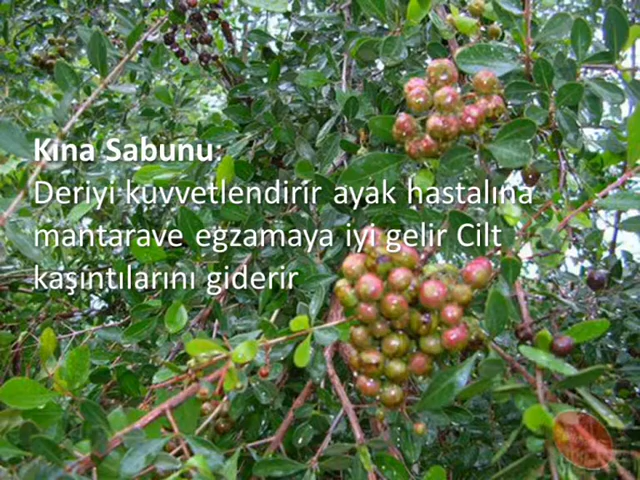 Kına Sabunu:
Deriyi kuvvetlendirir ayak hastalına
mantarave egzamaya iyi gelir Cilt
kaşıntılarını giderir